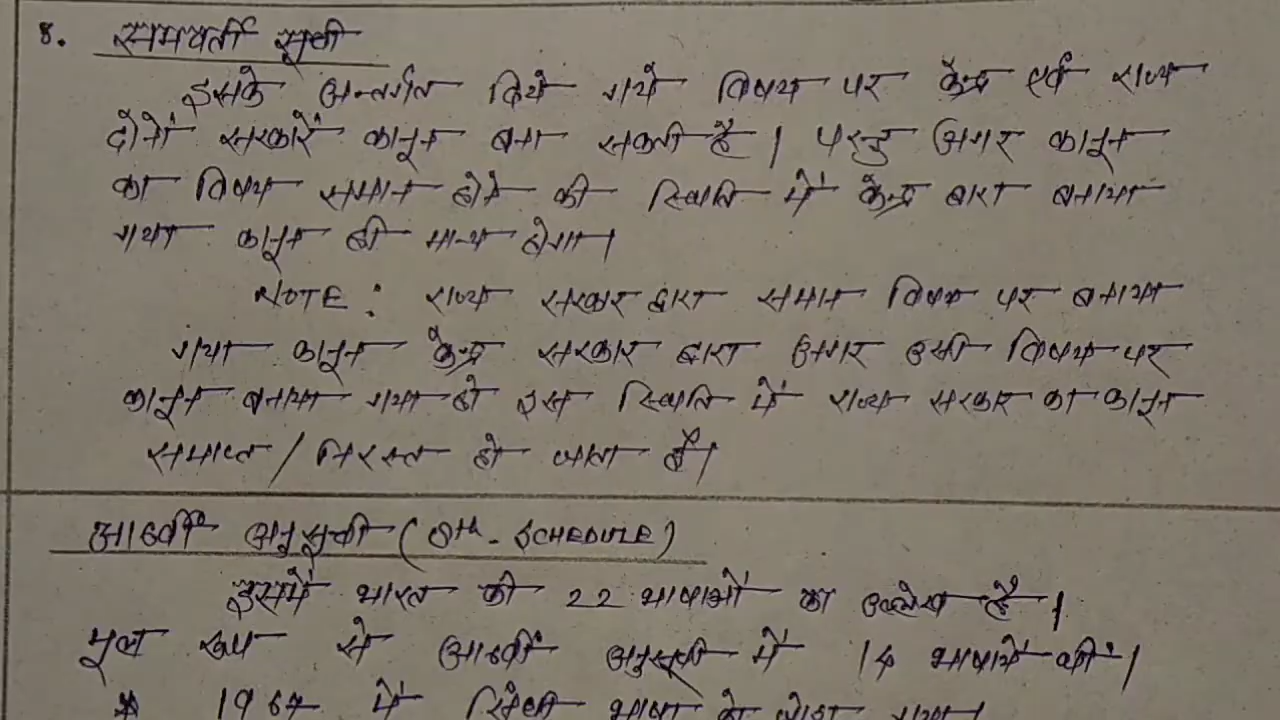 8. समवर्ती सूची
इसके अन्तर्गत दिये गये विषय पर केन्द्र एवं राज्य
दोनों सरकारें कानून बना सकती है। परन्तु अगर कानून
का विषय समान होने की स्थिति में केन्द्र द्वारा बनाया
गया कानून ही मान्य होगा।
NOTE: राज्य सरकार द्वारा समान विषय पर बनाया
गया कानून केन्द्र सरकार द्वारा अगर उसी विषय पर
कानून बनाया गया हो इस स्थिति में राज्य सरकार का कानून
समाप्त / निरस्त हो जाता है।
आठवीं अनुसूची (8th - SCHEDULE)
इसमें भारत की 22 भाषाओं का उल्लेख है।
मूल रूप से आठवीं अनुसूची में 14 भाषायें थीं।
* 1967 में सिंधी भाषा को जोड़ा गया।